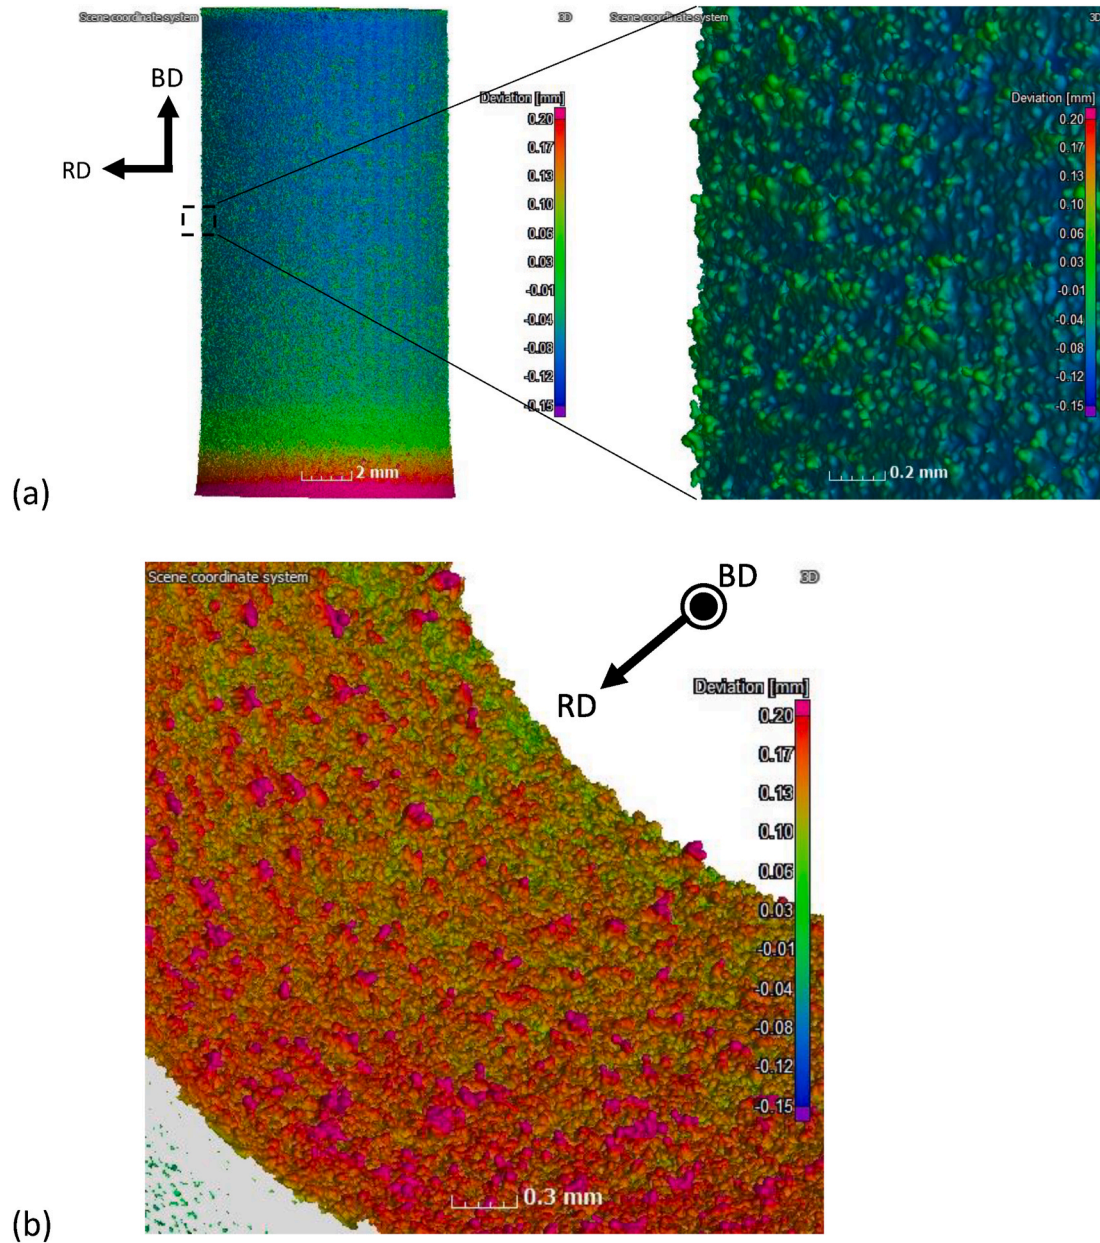 Scene coordinate system
3D
Scene coordinate system
3D
BD
RD
Deviation [mm]
0.20
0.17
0.13
0.10
0.06
0.03
-0.01
-0.04
-0.08
-0.12
-0.15
2 mm
Deviation [mm]
0.20
0.17
0.13
0.10
0.06
0.03
-0.01
-0.04
-0.08
-0.12
-0.15
0.2 mm
(a)
Scene coordinate system
BD
3D
RD
Deviation [mm]
0.20
0.17
0.13
0.10
0.06
0.03
-0.01
-0.04
-0.08
-0.12
-0.15
0.3 mm
(b)